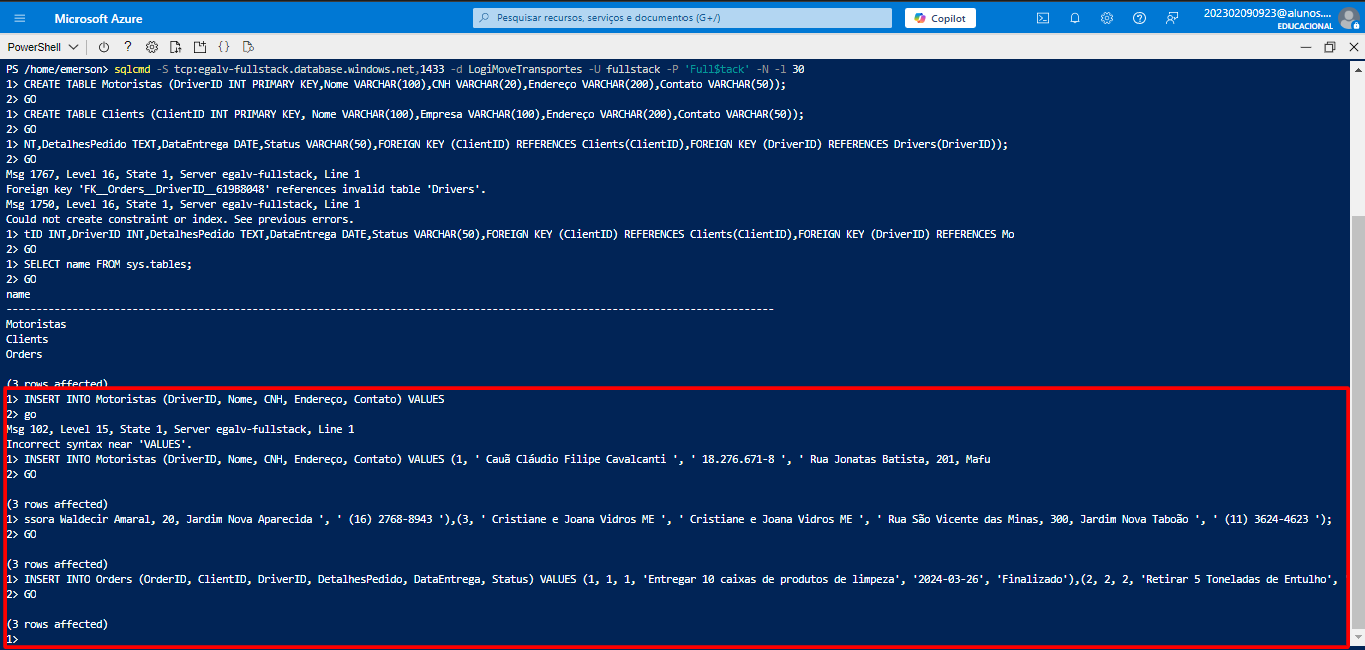 Microsoft Azure
Pesquisar recursos, serviços e documentos (G+/)
Copilot
202302090923@alunos....
EDUCACIONAL
PowerShell
PS /home/emerson> sqlcmd -S tcp:egalv-fullstack.database.windows.net,1433 -d LogiMoveTransportes -U fullstack -P 'Full$tack' -N -l 30
1> CREATE TABLE Motoristas (DriverID INT PRIMARY KEY,Nome VARCHAR(100),CNH VARCHAR(20),Endereço VARCHAR(200),Contato VARCHAR(50));
2> GO
1> CREATE TABLE Clients (ClientID INT PRIMARY KEY, Nome VARCHAR(100),Empresa VARCHAR(100),Endereço VARCHAR(200),Contato VARCHAR(50));
2> GO
1> NT,DetalhesPedido TEXT,DataEntrega DATE,Status VARCHAR(50),FOREIGN KEY (ClientID) REFERENCES Clients(ClientID),FOREIGN KEY (DriverID) REFERENCES Drivers(DriverID));
2> GO
Msg 1767, Level 16, State 1, Server egalv-fullstack, Line 1
Foreign key 'FK__Orders__DriverID__619B8048' references invalid table 'Drivers'.
Msg 1750, Level 16, State 1, Server egalv-fullstack, Line 1
Could not create constraint or index. See previous errors.
1> tID INT,DriverID INT,DetalhesPedido TEXT,DataEntrega DATE,Status VARCHAR(50),FOREIGN KEY (ClientID) REFERENCES Clients(ClientID),FOREIGN KEY (DriverID) REFERENCES Mo
2> GO
1> SELECT name FROM sys.tables;
2> GO
name
--------------------------------------------------------------------------------------------------------------------------------
Motoristas
Clients
Orders
(3 rows affected)
1> INSERT INTO Motoristas (DriverID, Nome, CNH, Endereço, Contato) VALUES
2> go
Msg 102, Level 15, State 1, Server egalv-fullstack, Line 1
Incorrect syntax near 'VALUES'.
1> INSERT INTO Motoristas (DriverID, Nome, CNH, Endereço, Contato) VALUES (1, ' Cauã Cláudio Filipe Cavalcanti ', ' 18.276.671-8 ', ' Rua Jonatas Batista, 201, Mafu
2> GO
(3 rows affected)
1> ssora Waldecir Amaral, 20, Jardim Nova Aparecida ', ' (16) 2768-8943 '),(3, ' Cristiane e Joana Vidros ME ', ' Cristiane e Joana Vidros ME ', ' Rua São Vicente das Minas, 300, Jardim Nova Taboão ', ' (11) 3624-4623 ');
2> GO
(3 rows affected)
1> INSERT INTO Orders (OrderID, ClientID, DriverID, DetalhesPedido, DataEntrega, Status) VALUES (1, 1, 1, 'Entregar 10 caixas de produtos de limpeza', '2024-03-26', 'Finalizado'),(2, 2, 2, 'Retirar 5 Toneladas de Entulho',
2> GO
(3 rows affected)
1>